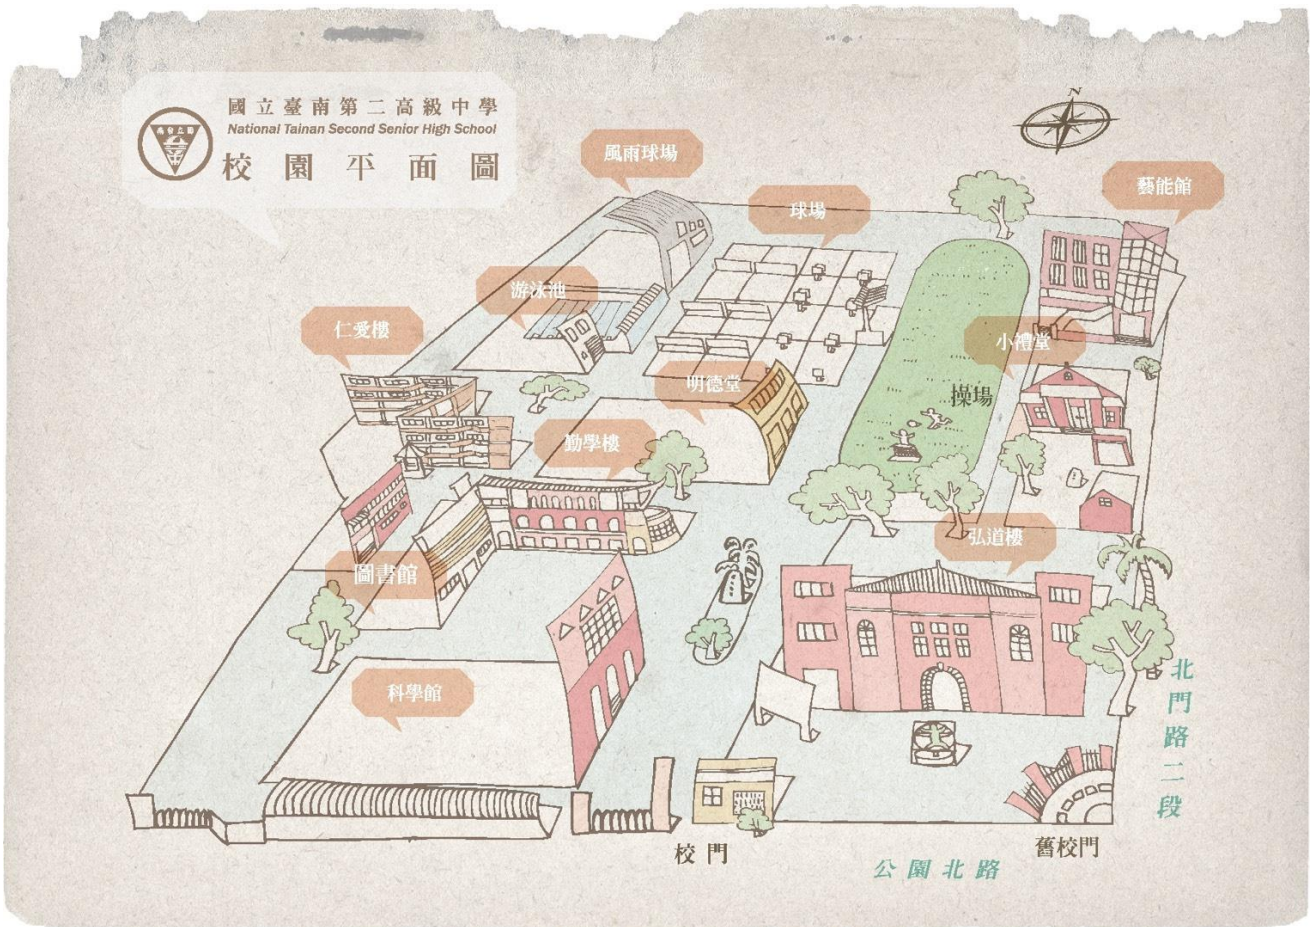 國立臺南第二高級中學
National Tainan Second Senior High School
校園平面圖
N
風雨球場
藝能館
球場
游泳池
仁愛樓
小禮堂
明德堂
操場
勤學樓
弘道樓
圖書館
科學館
北門路二段
校門
舊校門
公園北路